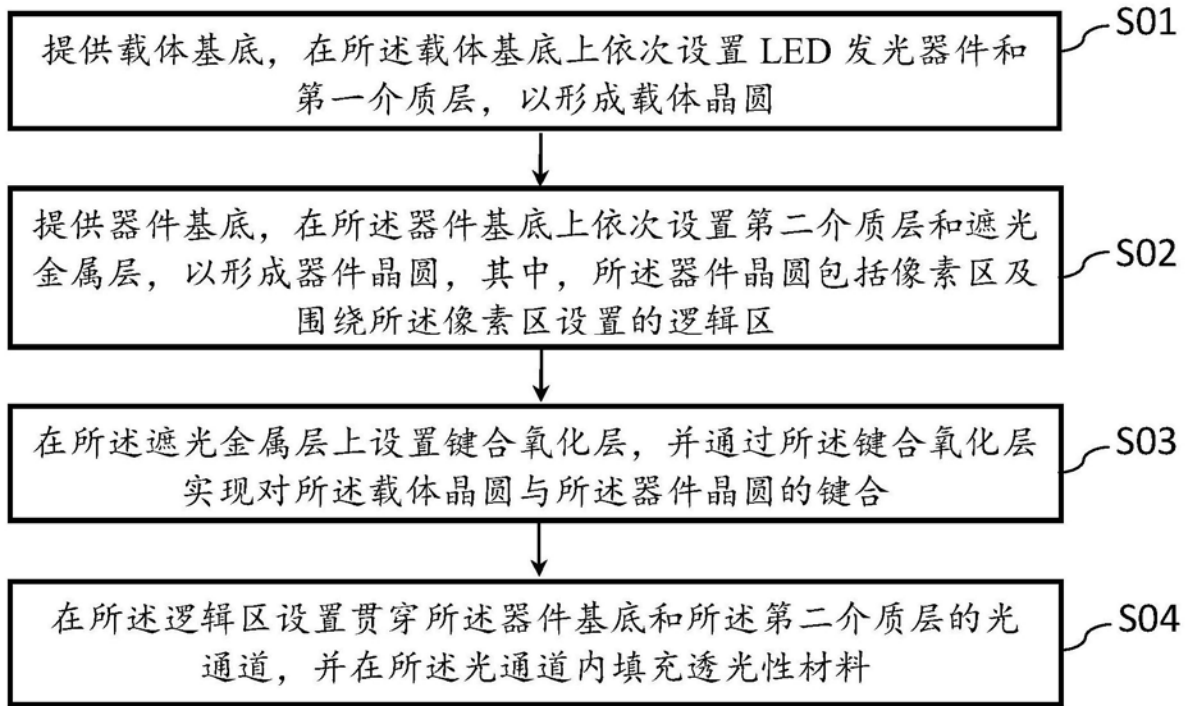 提供载体基底，在所述载体基底上依次设置 LED 发光器件和
第一介质层，以形成载体晶圆
S01
提供器件基底，在所述器件基底上依次设置第二介质层和遮光
金属层，以形成器件晶圆，其中，所述器件晶圆包括像素区及
围绕所述像素区设置的逻辑区
S02
在所述遮光金属层上设置键合氧化层，并通过所述键合氧化层
实现对所述载体晶圆与所述器件晶圆的键合
S03
在所述逻辑区设置贯穿所述器件基底和所述第二介质层的光
通道，并在所述光通道内填充透光性材料
S04